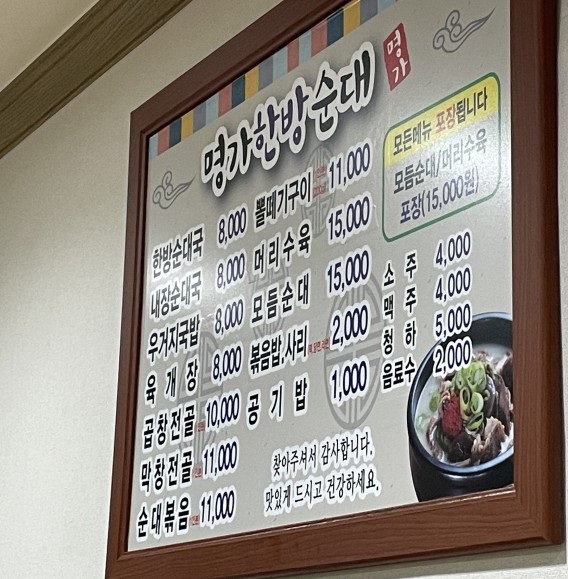 명가한방순대
명가
모든메뉴 포장됩니다
모듬순대/머리수육
포장(15,000원)
한방순대국 8,000
내장순대국 8,000
우거지국밥 8,000
육개장 8,000
곱창전골 10,000
막창전골 11,000
순대볶음 11,000
뽈때기구이 11,000
머리수육 15,000
모듬순대 15,000
볶음밥,사리 2,000
공기밥 1,000
소주 4,000
맥주 4,000
청하 5,000
음료수 2,000
찾아주셔서 감사합니다.
맛있게 드시고 건강하세요.